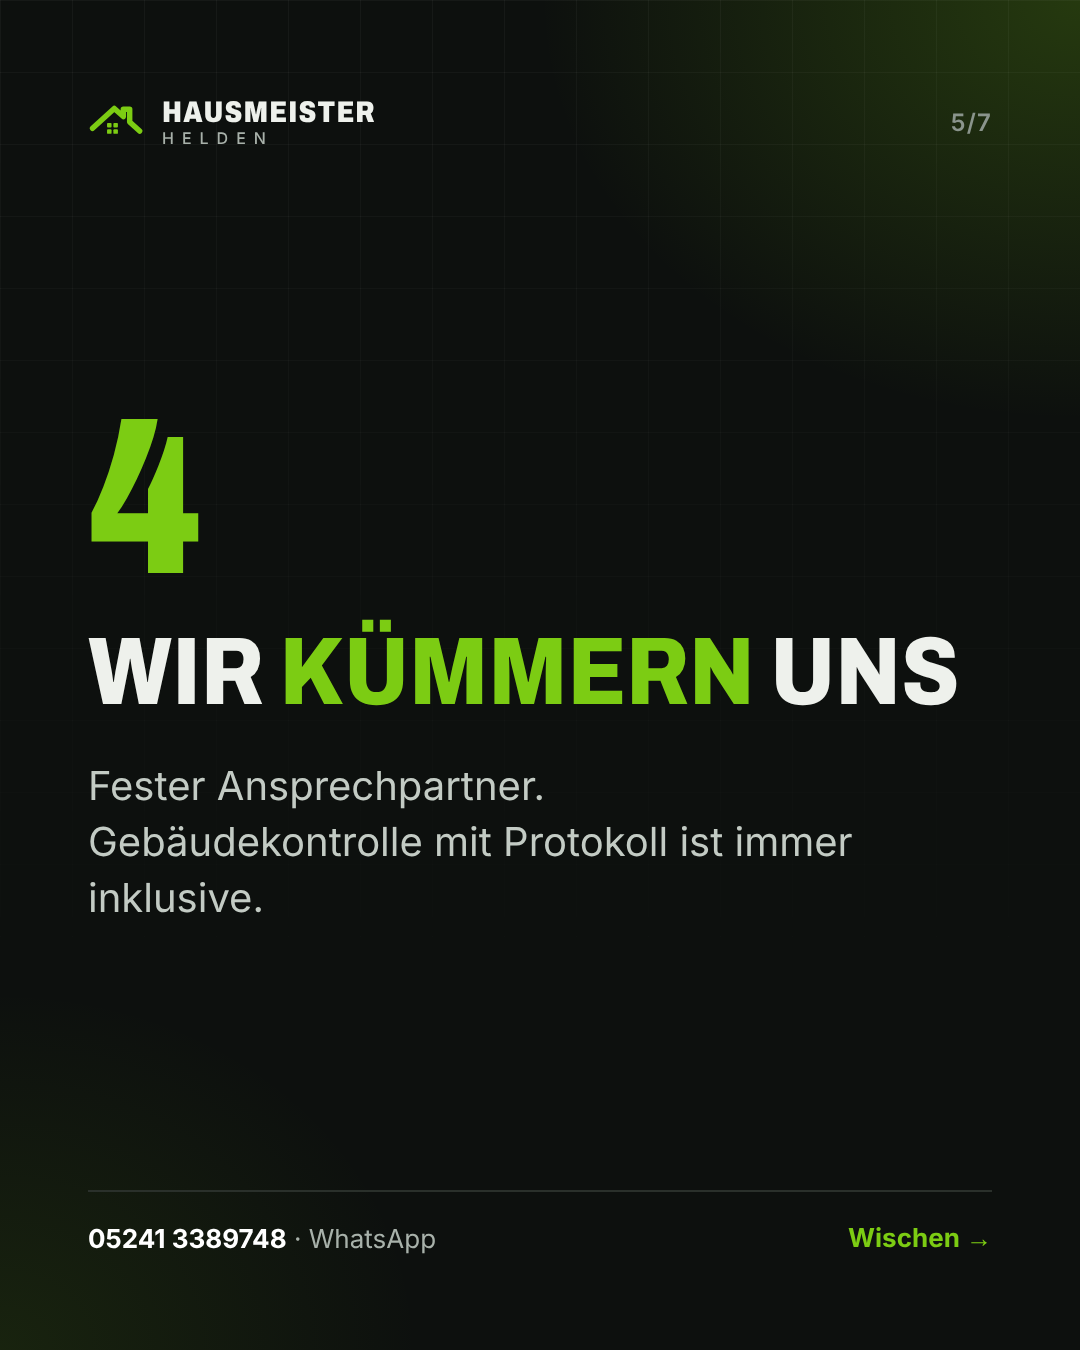 HAUSMEISTER
HELDEN
5/7
4
WIR KÜMMERN UNS
Fester Ansprechpartner.
Gebäudekontrolle mit Protokoll ist immer
inklusive.
05241 3389748 · WhatsApp
Wischen →